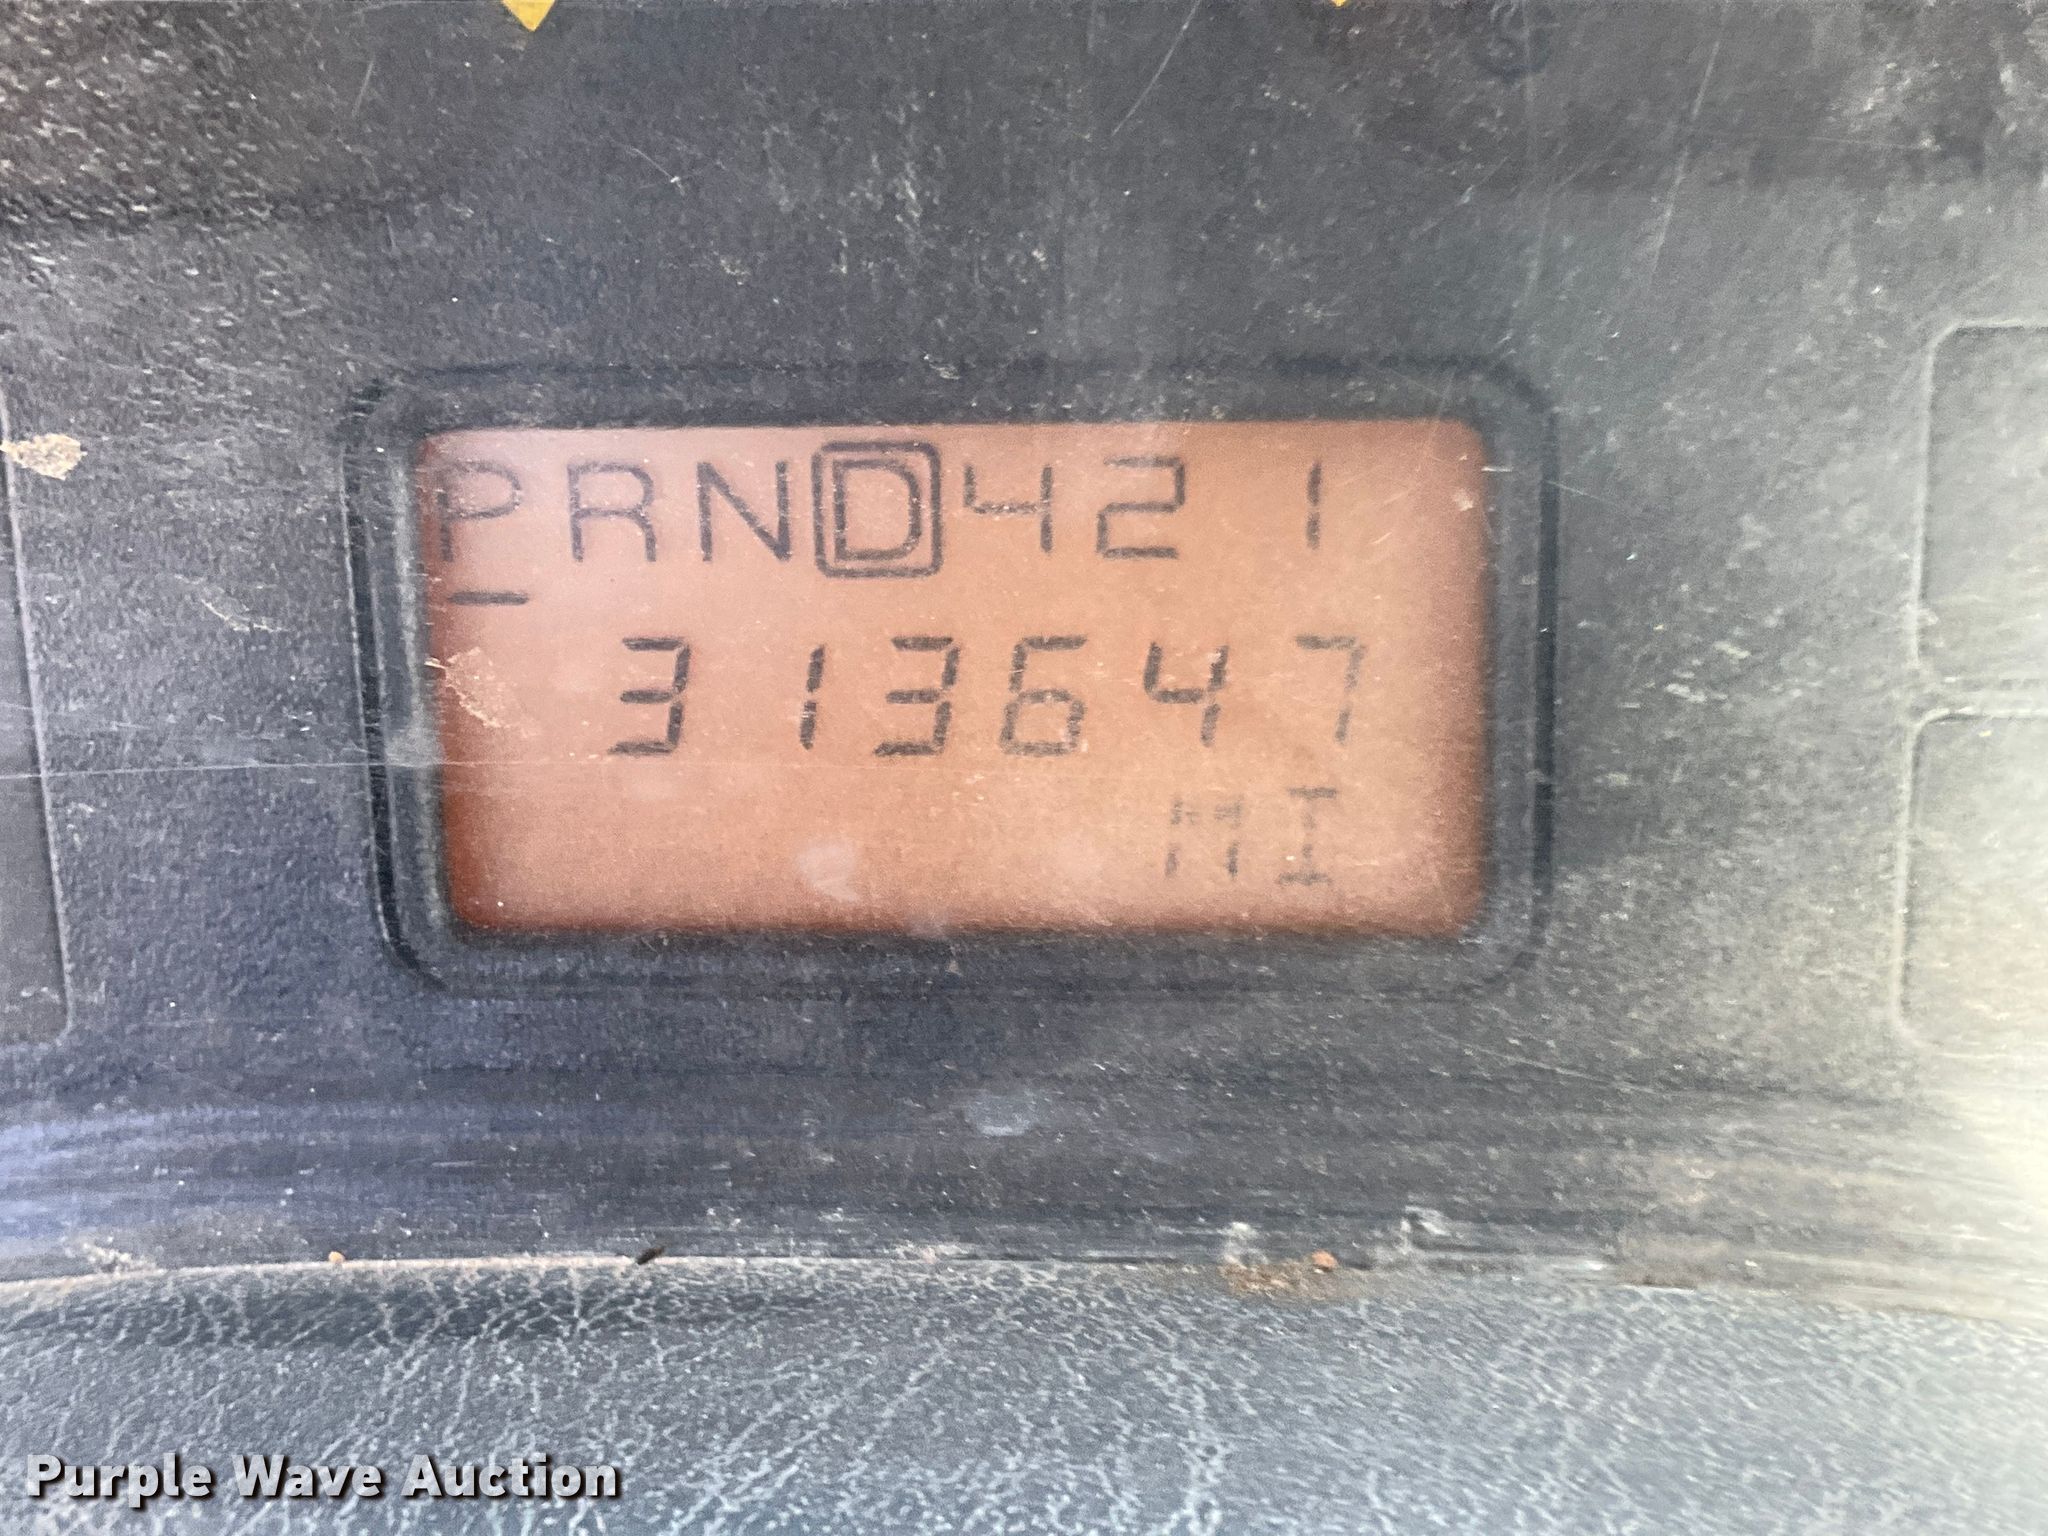 PRND421
313647
MI
Purple Wave Auction